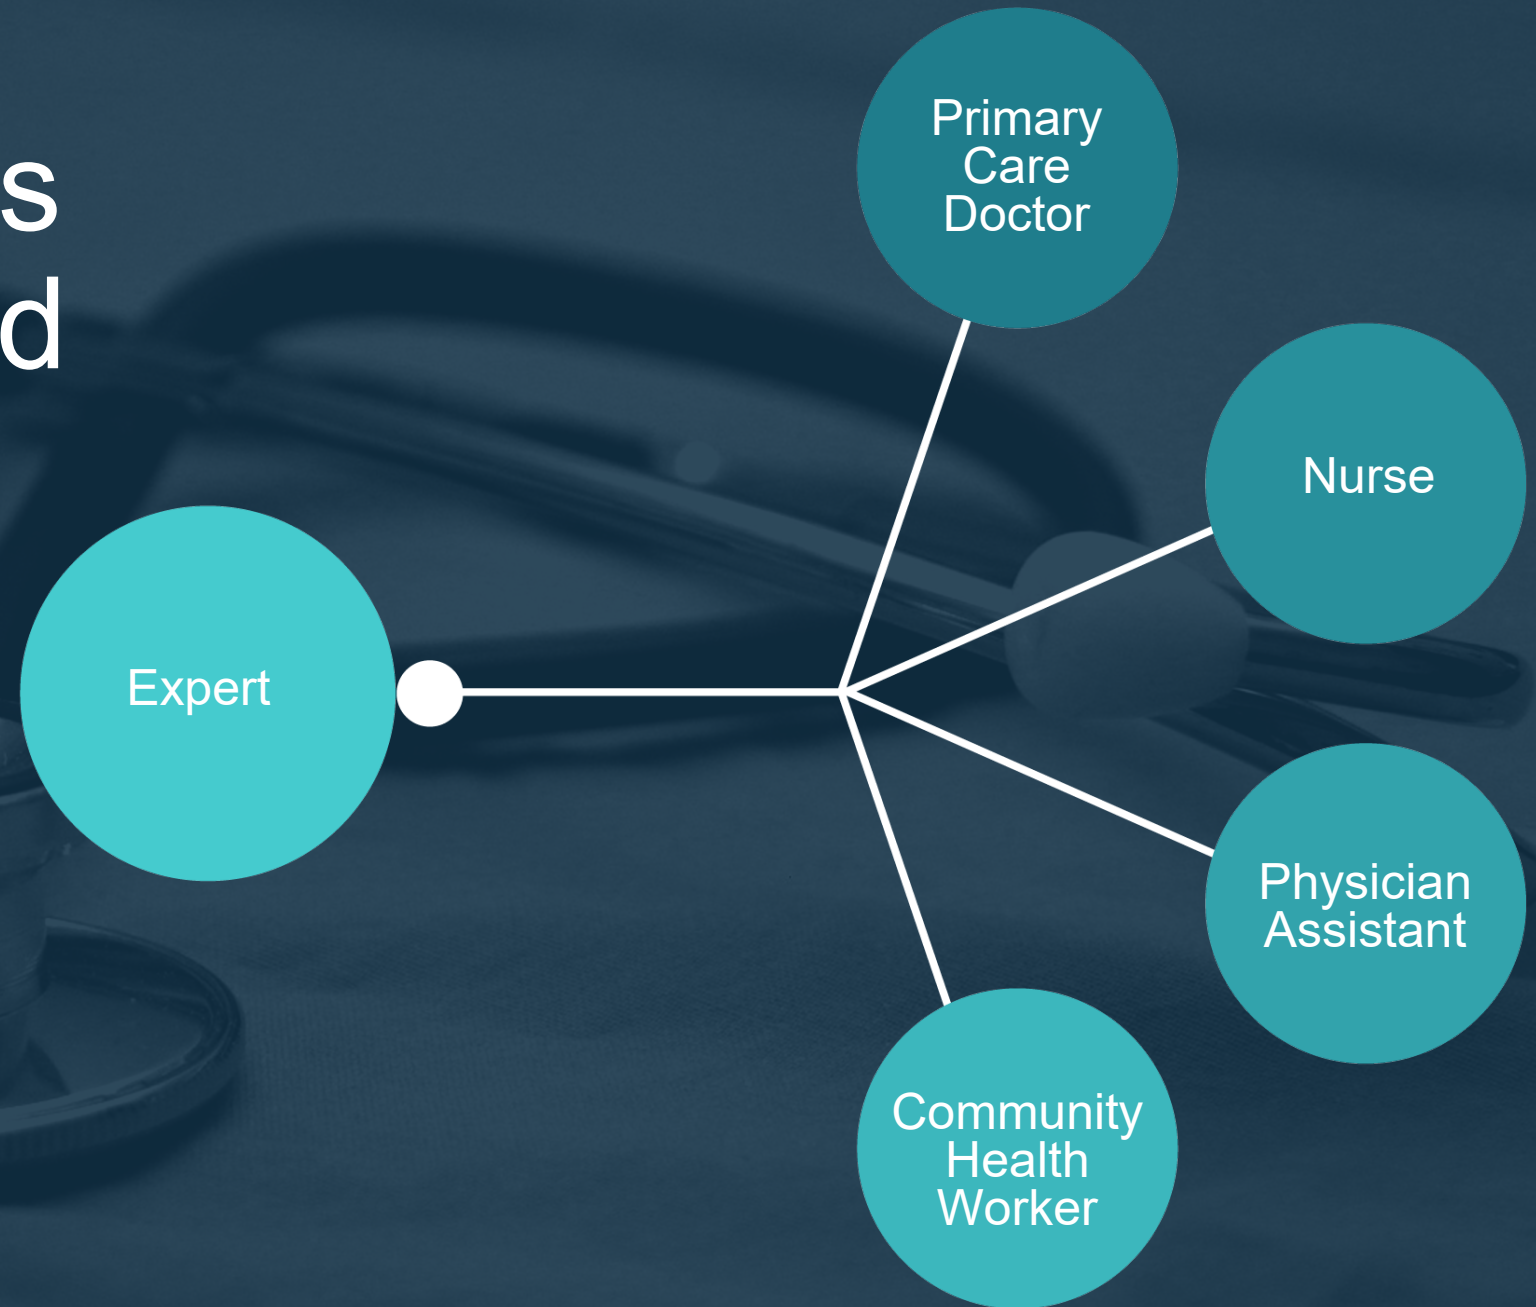 s
d
Primary
Care
Doctor
Nurse
Expert
Physician
Assistant
Community
Health
Worker